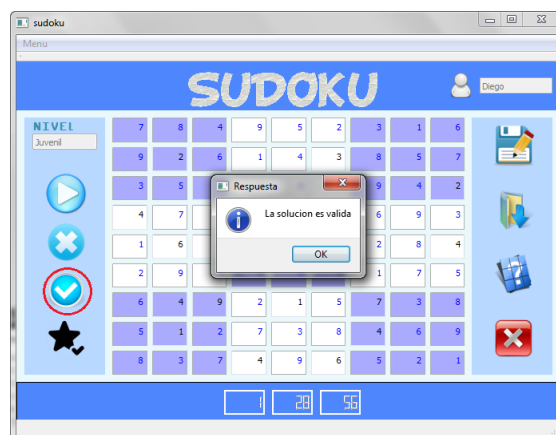 sudoku
Menu
SUDOKU
Diego
NIVEL
Juvenil
7 8 4 9 5 2 3 1 6
9 2 6 1 4 3 8 5 7
3 5 9 4 2
Respuesta
4 7 6 9 3
La solucion es valida
1 6 2 8 4
OK
2 9 1 7 5
6 4 9 2 1 5 7 3 8
5 1 2 7 3 8 4 6 9
8 3 7 4 9 6 5 2 1
1 28 56